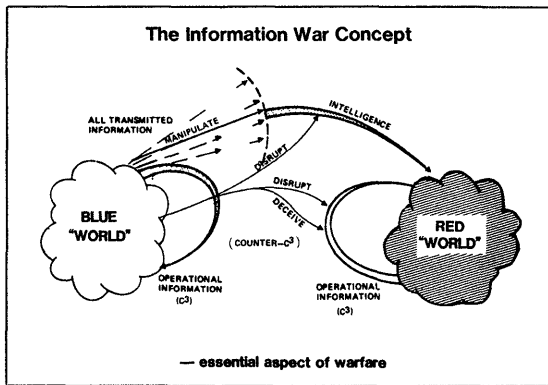 The Information War Concept
ALL TRANSMITTED
INFORMATION
MANIPULATE
INTELLIGENCE
DISRUPT
DISRUPT
DECEIVE
BLUE
"WORLD"
RED
"WORLD"
(COUNTER-C³)
OPERATIONAL
INFORMATION
(C³)
OPERATIONAL
INFORMATION
(C³)
— essential aspect of warfare